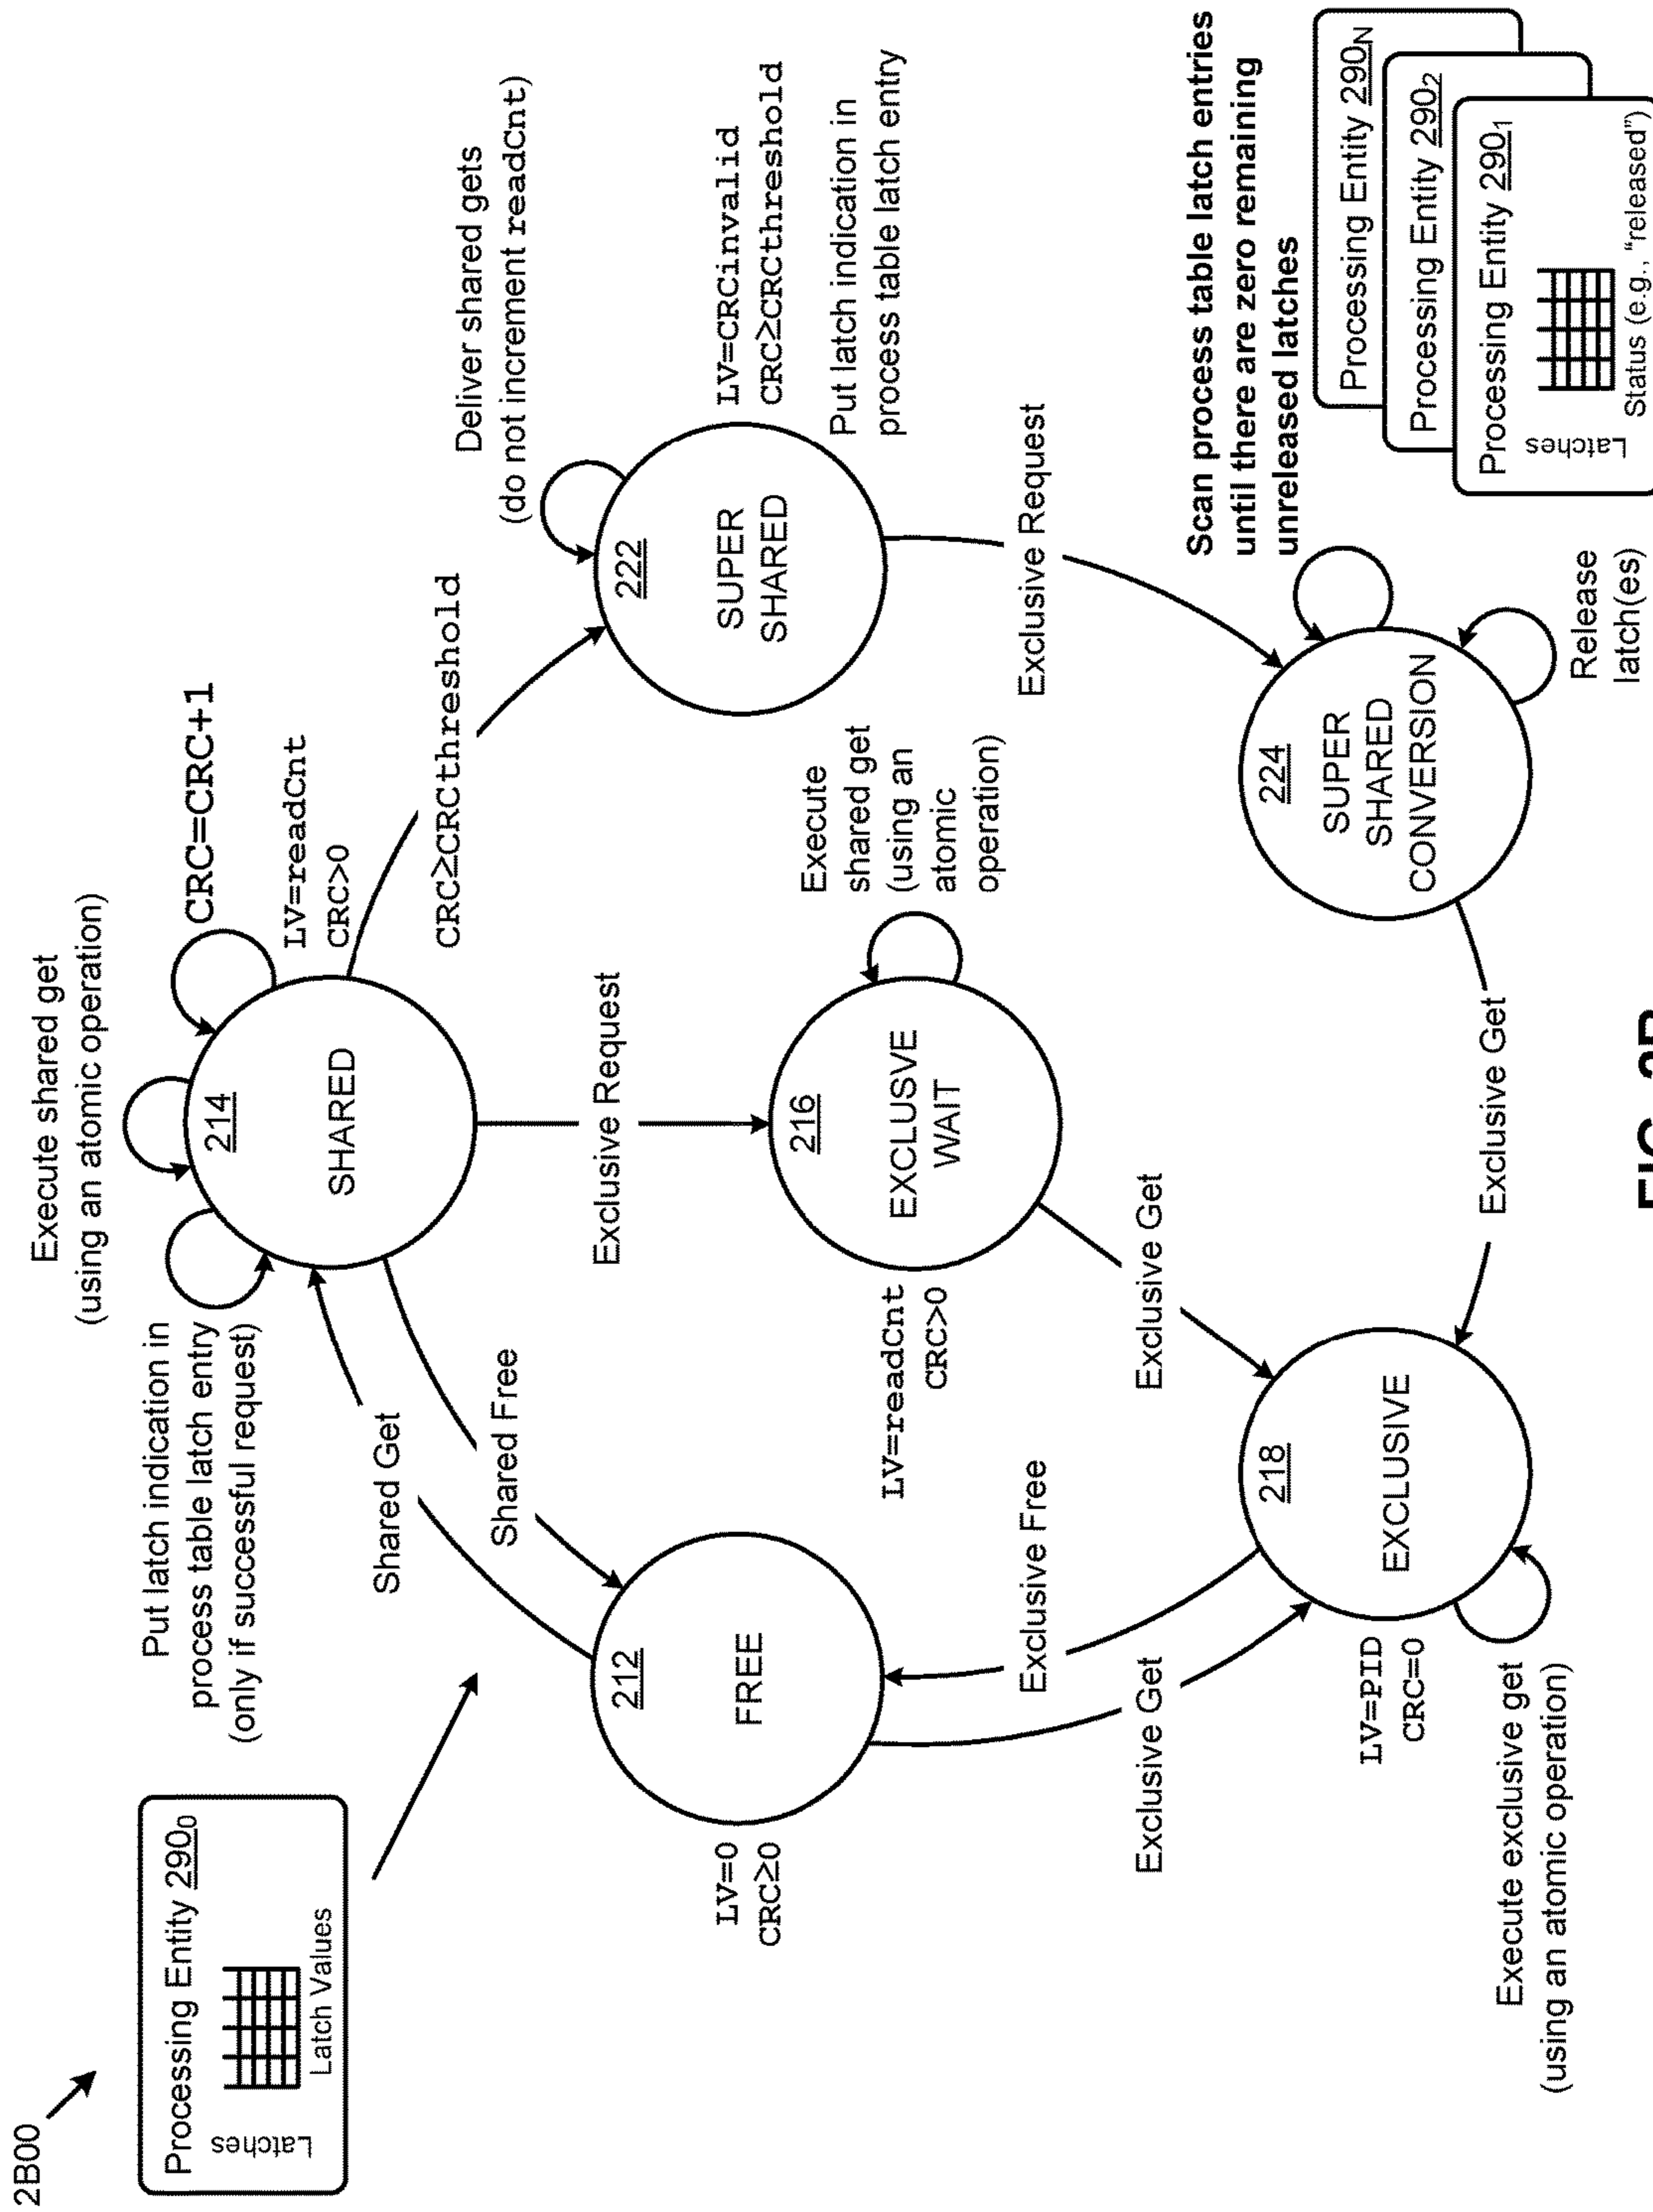 2B00
Processing Entity 290₀
Latches
Latch Values
Put latch indication in
process table latch entry
(only if successful request)
Execute shared get
(using an atomic operation)
CRC=CRC+1
LV=readCnt
CRC>0
214
SHARED
Shared Get
Shared Free
CRC≥CRCthreshold
Deliver shared gets
(do not increment readCnt)
222
SUPER
SHARED
LV=CRCinvalid
CRC≥CRCthreshold
Put latch indication in
process table latch entry
LV=0
CRC≥0
212
FREE
Exclusive Request
216
EXCLUSVE
WAIT
LV=readCnt
CRC>0
Execute
shared get
(using an
atomic
operation)
Exclusive Request
Exclusive Free
Exclusive Get
Exclusive Get
Scan process table latch entries
until there are zero remaining
unreleased latches
LV=PID
CRC=0
218
EXCLUSIVE
Execute exclusive get
(using an atomic operation)
Exclusive Get
224
SUPER
SHARED
CONVERSION
Release
latch(es)
Processing Entity 290N
Processing Entity 290₂
Processing Entity 290₁
Latches
Status (e.g., “released”)